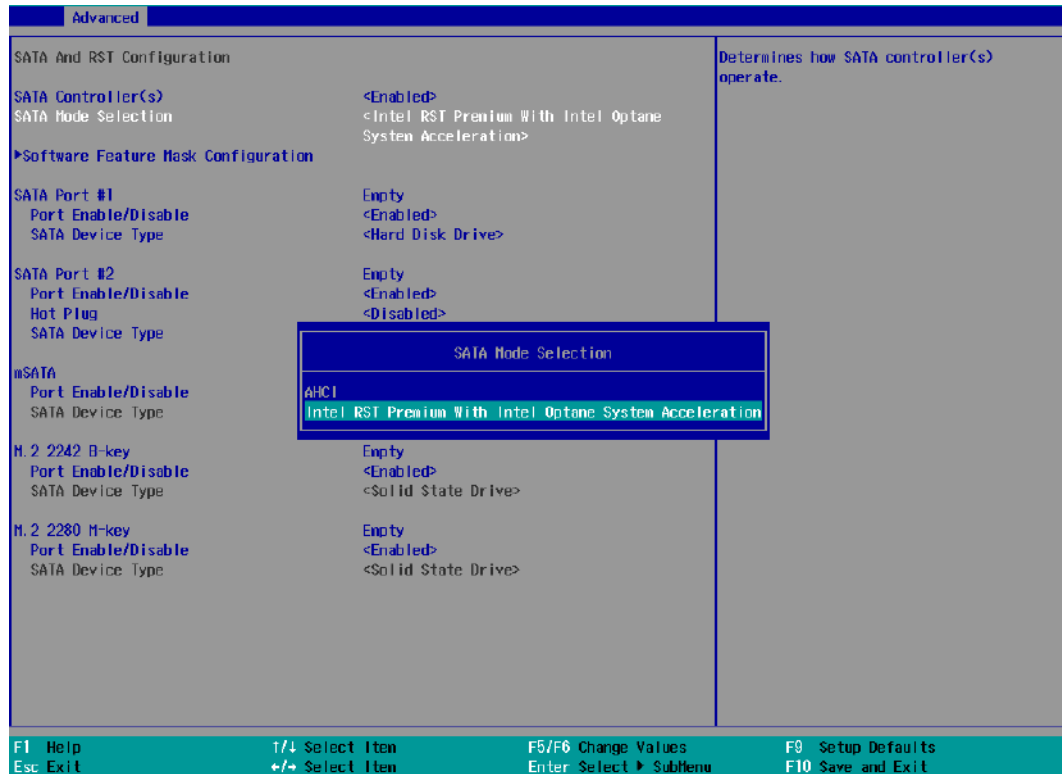 Advanced
SATA And RST Configuration
Determines how SATA controller(s)
operate.
SATA Controller(s) <Enabled>
SATA Mode Selection <Intel RST Premium With Intel Optane
System Acceleration>
▶Software Feature Mask Configuration
SATA Port #1 Empty
Port Enable/Disable <Enabled>
SATA Device Type <Hard Disk Drive>
SATA Port #2 Empty
Port Enable/Disable <Enabled>
Hot Plug <Disabled>
SATA Device Type
mSATA
Port Enable/Disable
SATA Device Type
SATA Mode Selection
AHCI
Intel RST Premium With Intel Optane System Acceleration
M.2 2242 B-key Empty
Port Enable/Disable <Enabled>
SATA Device Type <Solid State Drive>
M.2 2280 M-key Empty
Port Enable/Disable <Enabled>
SATA Device Type <Solid State Drive>
F1 Help ↑/↓ Select Item F5/F6 Change Values F9 Setup Defaults
Esc Exit ←/→ Select Item Enter Select ▶ SubMenu F10 Save and Exit